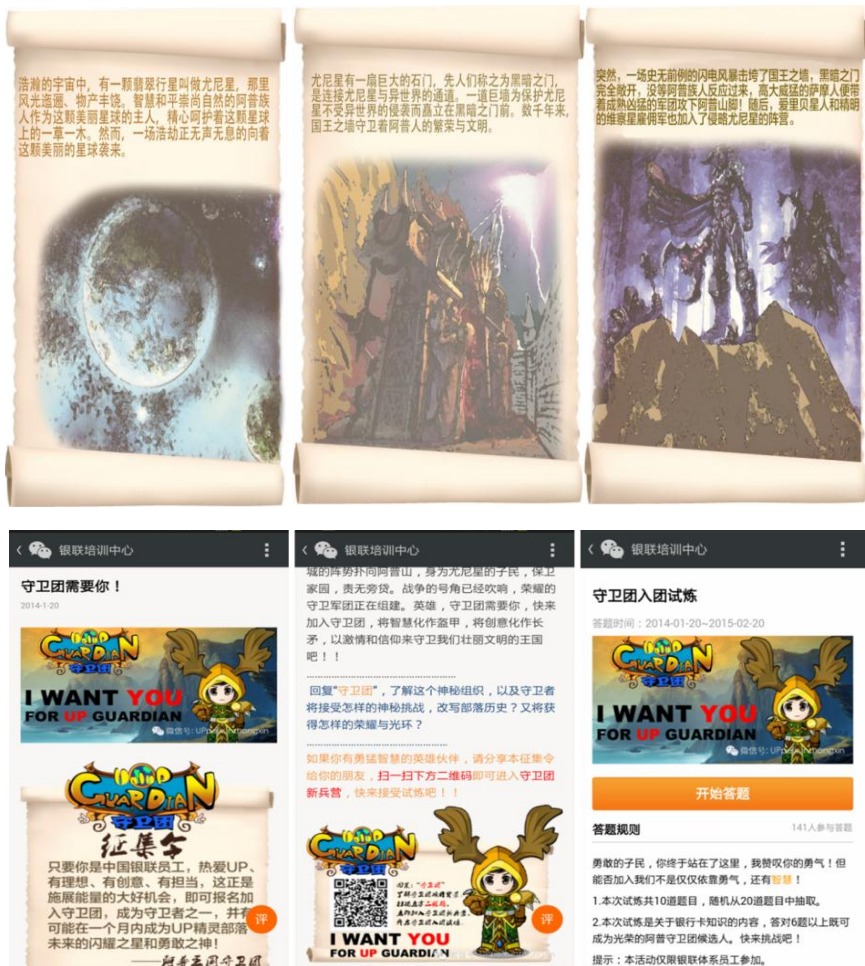 浩瀚的宇宙中，有一颗翡翠行星叫做尤尼星，那里
风光迤逦、物产丰饶。智慧和平崇尚自然的阿普族
人作为这颗美丽星球的主人，精心呵护着这颗星球
上的一草一木。然而，一场浩劫正无声无息的向着
这颗美丽的星球袭来。
尤尼星有一扇巨大的石门，先人们称之为黑暗之门，
是连接尤尼星与异世界的通道。一道巨墙为保护尤尼
星不受异世界的侵袭而矗立在黑暗之门前。数千年来，
国王之墙守卫着阿普人的繁荣与文明。
突然，一场史无前例的闪电风暴击垮了国王之墙，黑暗之门
完全敞开，没等阿普族人反应过来，高大威猛的萨摩人便带
着成熟凶猛的军团攻下阿普山脚！随后，爱里贝星人和精明
的维察星雇佣军也加入了侵略尤尼星的阵营。
银联培训中心
守卫团需要你！
2014-1-20
GUARDIAN
守卫团
I WANT YOU
FOR UP GUARDIAN
GUARDIAN
守卫团
征集令
只要你是中国银联员工，热爱UP、
有理想、有创意、有担当，这正是
施展能量的大好机会，即可报名加
入守卫团，成为守卫者之一，并有
可能在一个月内成为UP精灵部落
未来的闪耀之星和勇敢之神！
评
——阿普王国守卫团
银联培训中心
城的阵势扑向阿普山，身为尤尼星的子民，保卫
家园，责无旁贷。战争的号角已经吹响，荣耀的
守卫军团正在组建。英雄，守卫团需要你，快来
加入守卫团，将智慧化作盔甲，将创意化作长
矛，以激情和信仰来守卫我们壮丽文明的王国
吧！！
回复“守卫团”，了解这个神秘组织，以及守卫者
将接受怎样的神秘挑战，改写部落历史？又将获
得怎样的荣耀与光环？
如果你有勇猛智慧的英雄伙伴，请分享本征集令
给你的朋友，扫一扫下方二维码即可进入守卫团
新兵营，快来接受试炼吧！！
GUARDIAN
守卫团
回复：“守卫团”
I WANT YOU
FOR UP GUARDIAN
评
银联培训中心
守卫团入团试炼
答题时间：2014-01-20~2015-02-20
GUARDIAN
守卫团
I WANT YOU
FOR UP GUARDIAN
开始答题
答题规则
141人参与答题
勇敢的子民，你终于站在了这里，我赞叹你的勇气！但
能否加入我们不是仅仅依靠勇气，还有智慧！
1.本次试炼共10道题目，随机从20道题目中抽取。
2.本次试炼是关于银行卡知识的内容，答对6题以上既可
成为光荣的阿普守卫团候选人。快来挑战吧！
提示：本活动仅限银联体系员工参加。